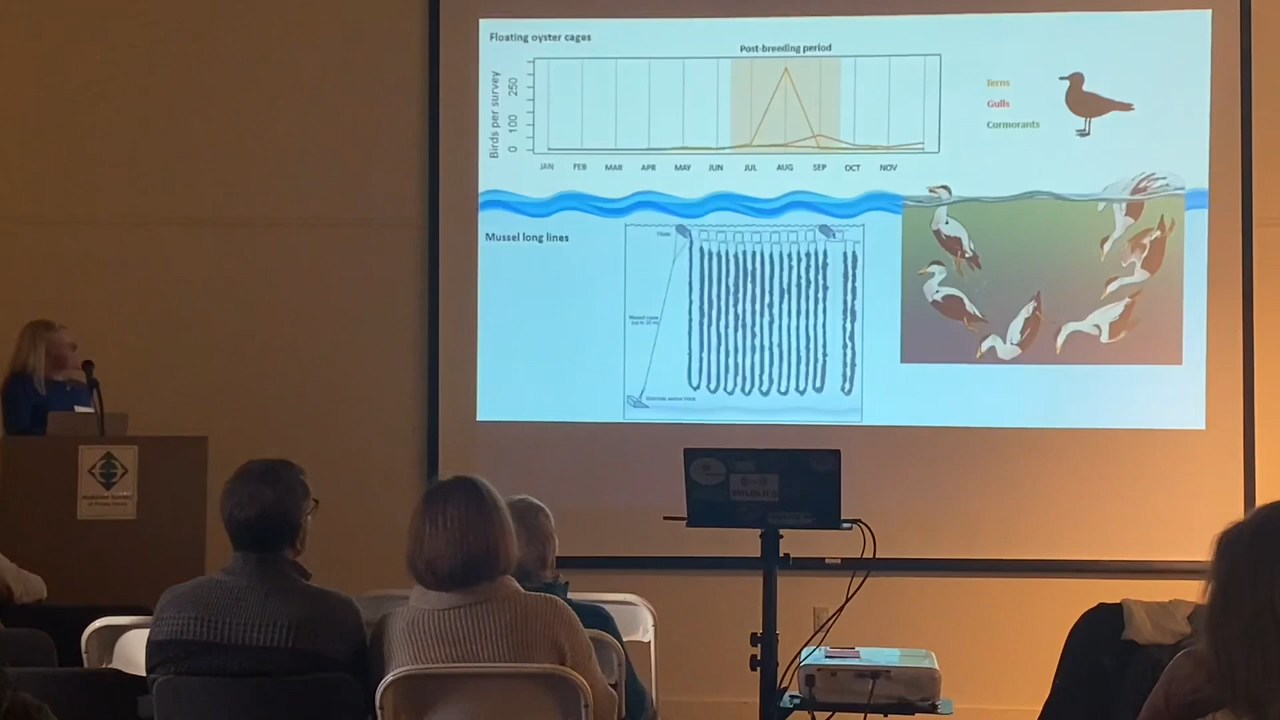 Floating oyster cages
Post-breeding period
Birds per survey
250
100
0
JAN FEB MAR APR MAY JUN JUL AUG SEP OCT NOV
Terns
Gulls
Cormorants
Mussel long lines